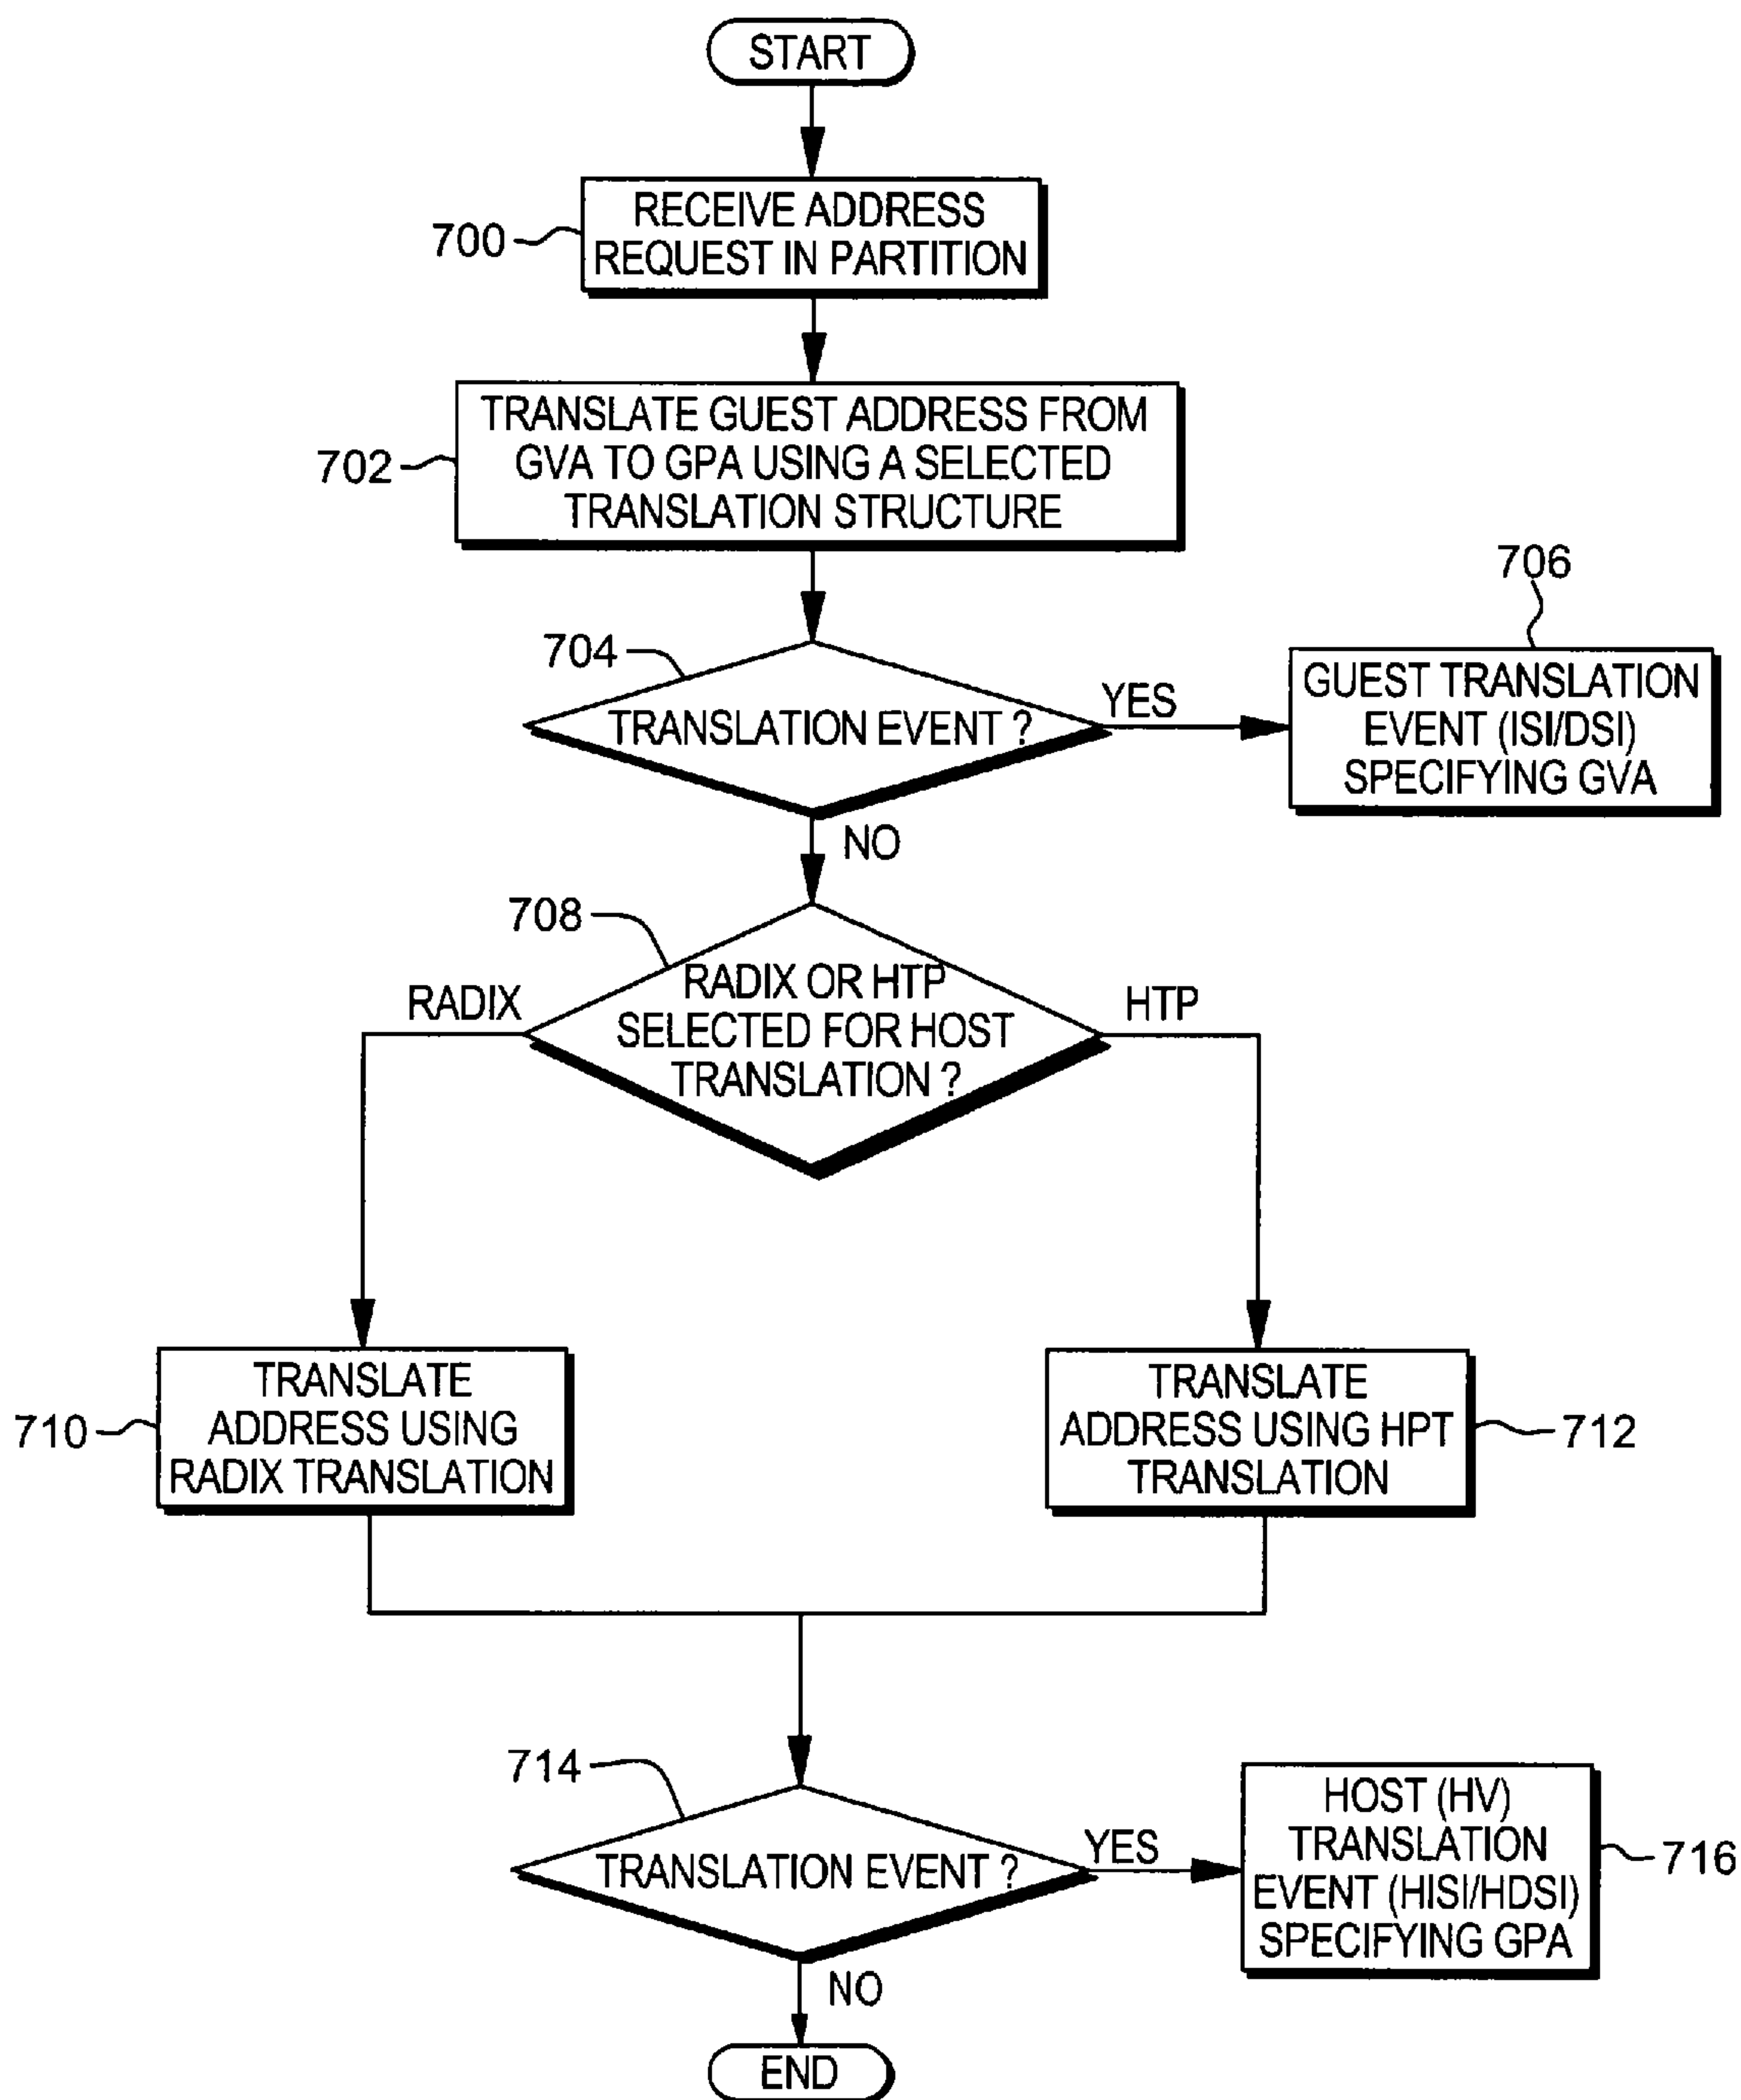 START
700
RECEIVE ADDRESS
REQUEST IN PARTITION
702
TRANSLATE GUEST ADDRESS FROM
GVA TO GPA USING A SELECTED
TRANSLATION STRUCTURE
704
TRANSLATION EVENT ?
YES
706
GUEST TRANSLATION
EVENT (ISI/DSI)
SPECIFYING GVA
NO
708
RADIX OR HTP
SELECTED FOR HOST
TRANSLATION ?
RADIX
HTP
710
TRANSLATE
ADDRESS USING
RADIX TRANSLATION
TRANSLATE
ADDRESS USING HPT
TRANSLATION
712
714
TRANSLATION EVENT ?
YES
HOST (HV)
TRANSLATION
EVENT (HISI/HDSI)
SPECIFYING GPA
716
NO
END